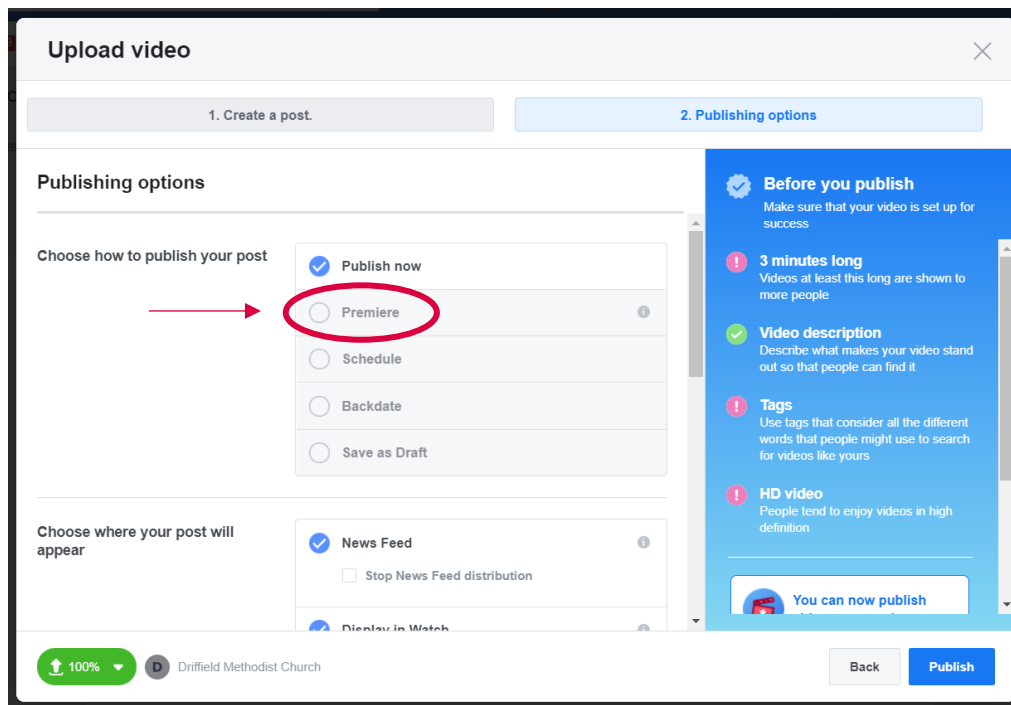 Upload video
1. Create a post.
2. Publishing options
Publishing options
Choose how to publish your post
Publish now
Premiere
Schedule
Backdate
Save as Draft
Choose where your post will
appear
News Feed
Stop News Feed distribution
Display in Watch
Before you publish
Make sure that your video is set up for
success
3 minutes long
Videos at least this long are shown to
more people
Video description
Describe what makes your video stand
out so that people can find it
Tags
Use tags that consider all the different
words that people might use to search
for videos like yours
HD video
People tend to enjoy videos in high
definition
You can now publish
100%
D
Driffield Methodist Church
Back
Publish